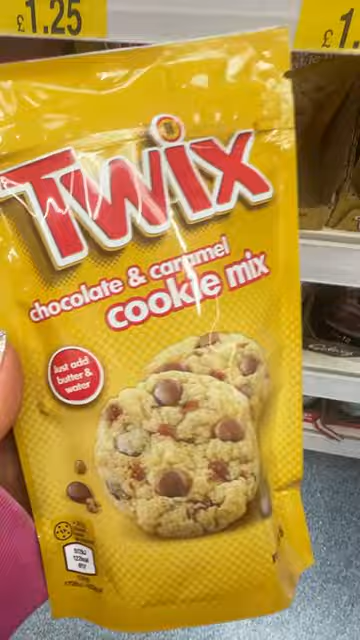 £1.25
£1.
Twix
chocolate & caramel
cookie mix
Just add
butter &
water